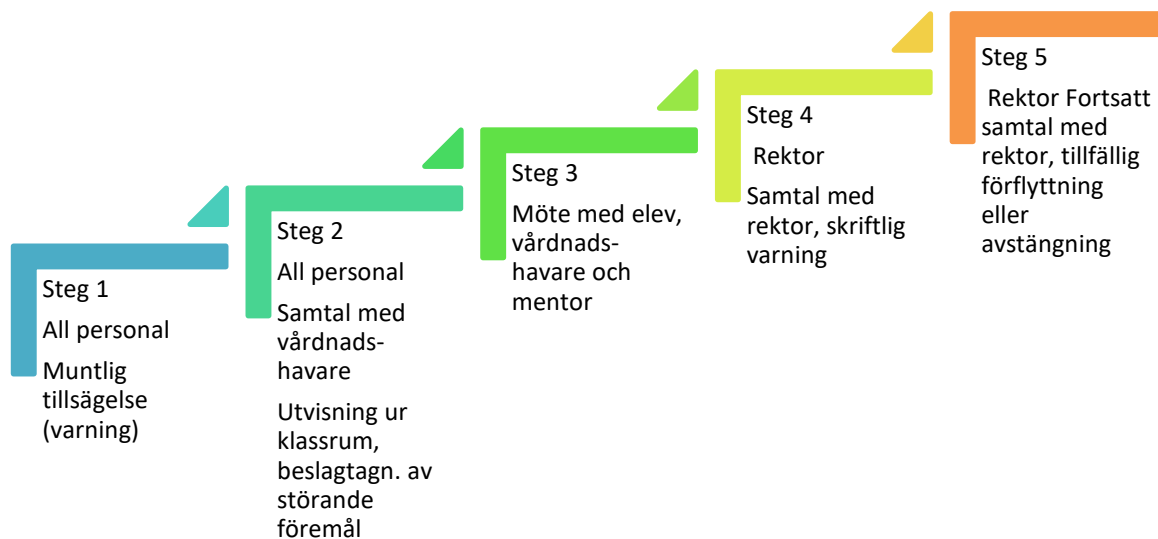 Steg 1
All personal
Muntlig
tillsägelse
(varning)
Steg 2
All personal
Samtal med
vårdnads-
havare
Utvisning ur
klassrum,
beslagtagn. av
störande
föremål
Steg 3
Möte med elev,
vårdnads-
havare och
mentor
Steg 4
Rektor
Samtal med
rektor, skriftlig
varning
Steg 5
Rektor Fortsatt
samtal med
rektor, tillfällig
förflyttning
eller
avstängning